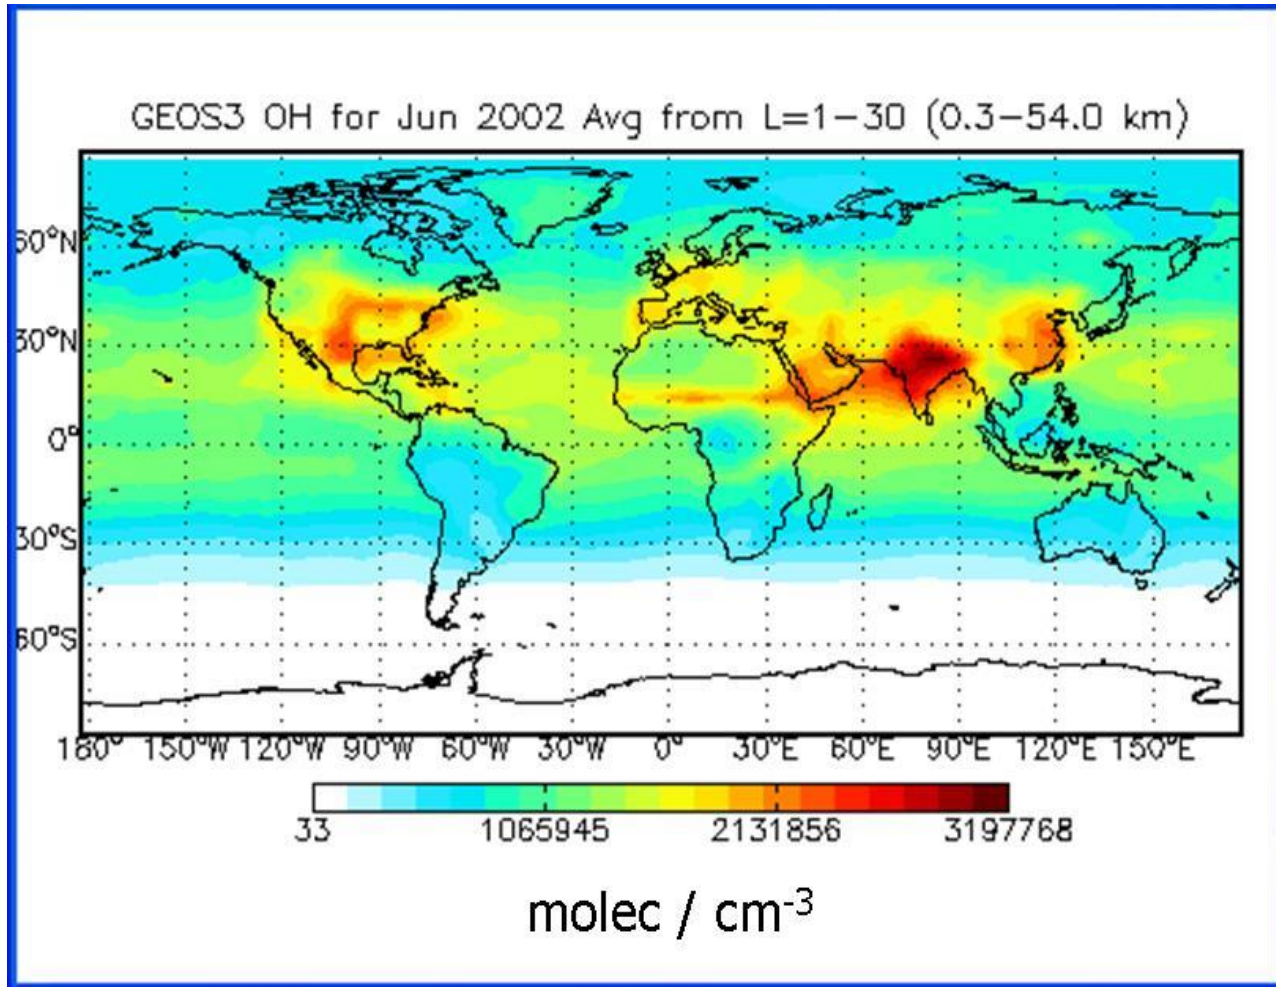 GEOS3 OH for Jun 2002 Avg from L=1-30 (0.3-54.0 km)
60°N
30°N
0°
30°S
60°S
180° 150°W 120°W 90°W 60°W 30°W 0° 30°E 60°E 90°E 120°E 150°E
33 1065945 2131856 3197768
molec / cm-3